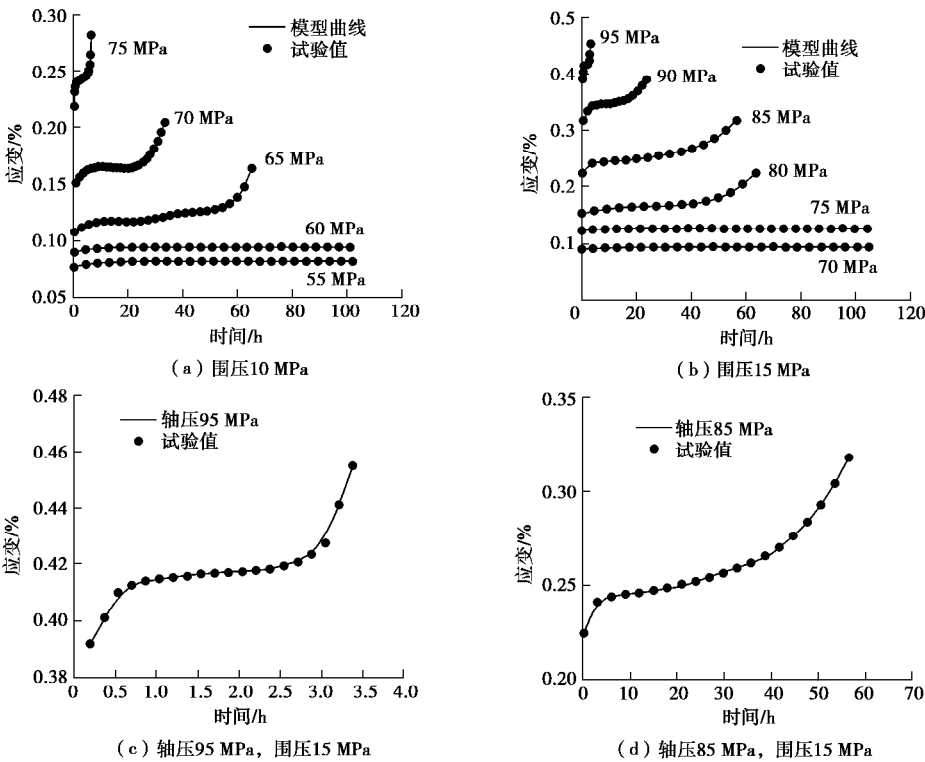 0.30
0.25
0.20
0.15
0.10
0.05
应变/%
模型曲线
试验值
75 MPa
70 MPa
65 MPa
60 MPa
55 MPa
0 20 40 60 80 100 120
时间/h
（a）围压10 MPa
0.5
0.4
0.3
0.2
0.1
应变/%
模型曲线
试验值
95 MPa
90 MPa
85 MPa
80 MPa
75 MPa
70 MPa
0 20 40 60 80 100 120
时间/h
（b）围压15 MPa
0.48
0.46
0.44
0.42
0.40
0.38
应变/%
轴压95 MPa
试验值
0 0.5 1.0 1.5 2.0 2.5 3.0 3.5 4.0
时间/h
（c）轴压95 MPa，围压15 MPa
0.35
0.30
0.25
0.20
应变/%
轴压85 MPa
试验值
0 10 20 30 40 50 60 70
时间/h
（d）轴压85 MPa，围压15 MPa